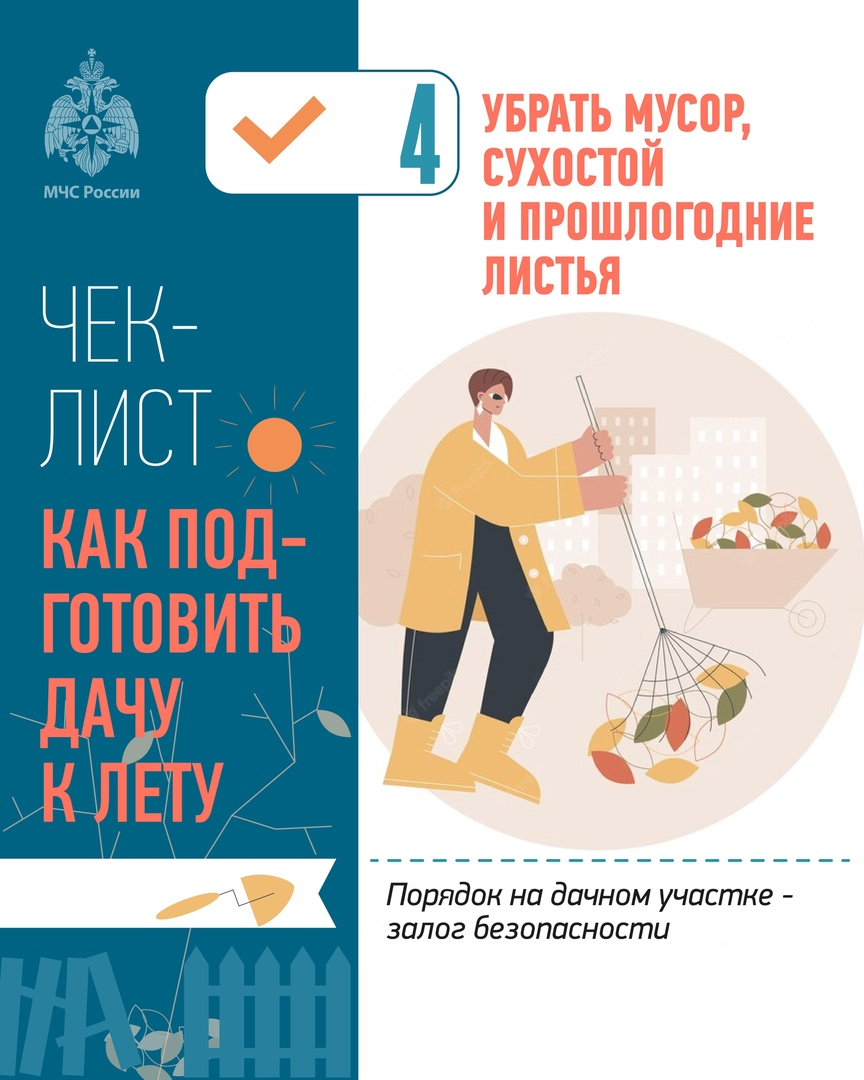 МЧС России
4
УБРАТЬ МУСОР,
СУХОСТОЙ
И ПРОШЛОГОДНИЕ
ЛИСТЬЯ
ЧЕК-
ЛИСТ
КАК ПОД-
ГОТОВИТЬ
ДАЧУ
К ЛЕТУ
Порядок на дачном участке -
залог безопасности